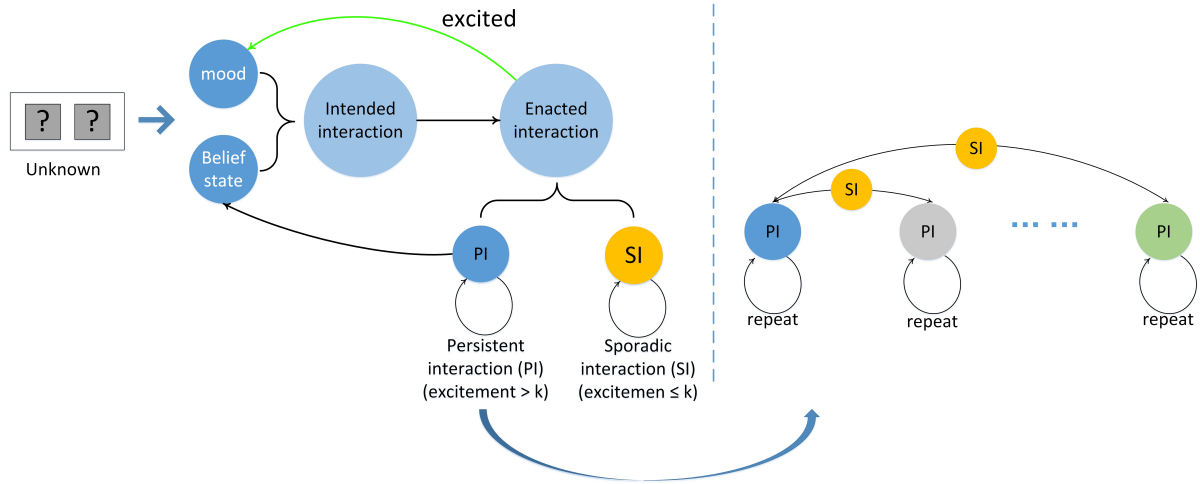 excited
mood
? ?
Unknown
Belief
state
Intended
interaction
Enacted
interaction
PI
SI
Persistent
interaction (PI)
(excitement > k)
Sporadic
interaction (SI)
(excitemen ≤ k)
SI
SI
PI
PI
... ...
PI
repeat
repeat
repeat